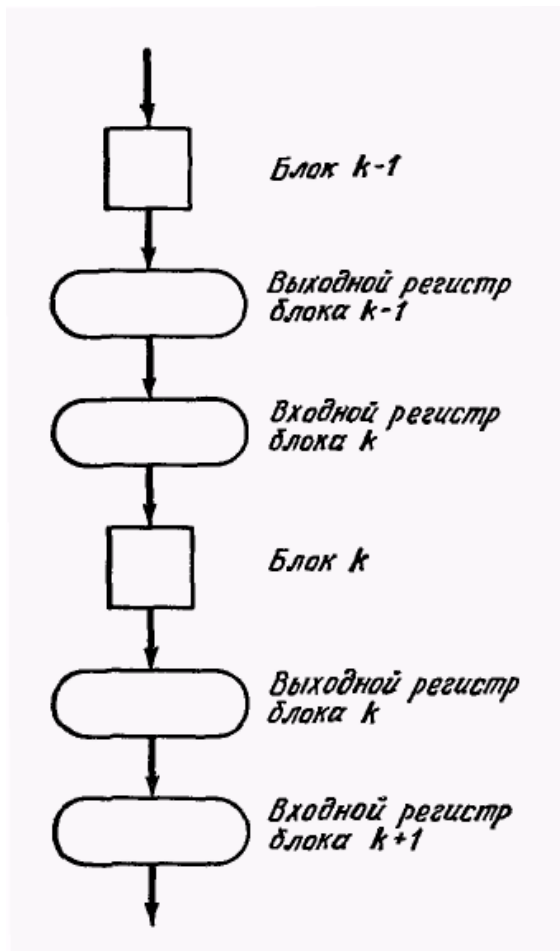 Блок k-1
Выходной регистр
блока k-1
Входной регистр
блока k
Блок k
Выходной регистр
блока k
Входной регистр
блока k+1